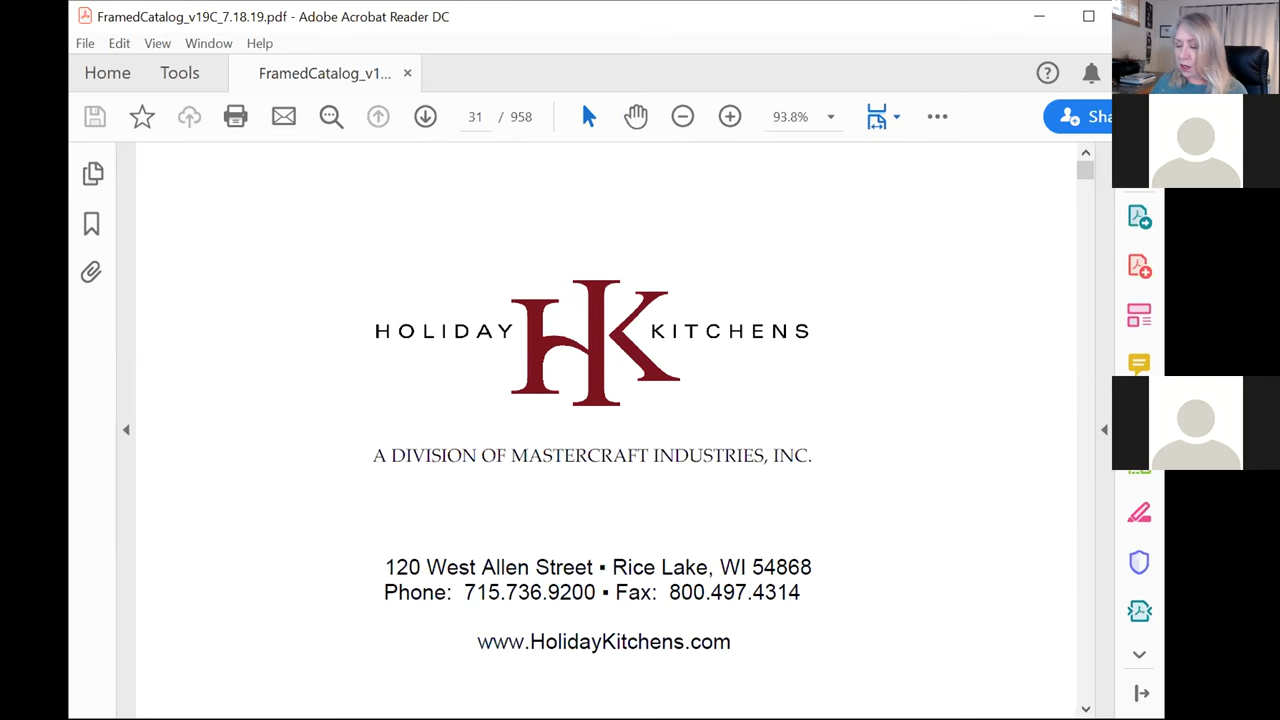 FramedCatalog_v19C_7.18.19.pdf - Adobe Acrobat Reader DC
File Edit View Window Help
Home Tools FramedCatalog_v1... ×
31 / 958 93.8% Sha
HOLIDAY HK KITCHENS
A DIVISION OF MASTERCRAFT INDUSTRIES, INC.
120 West Allen Street ▪ Rice Lake, WI 54868
Phone: 715.736.9200 ▪ Fax: 800.497.4314
www.HolidayKitchens.com